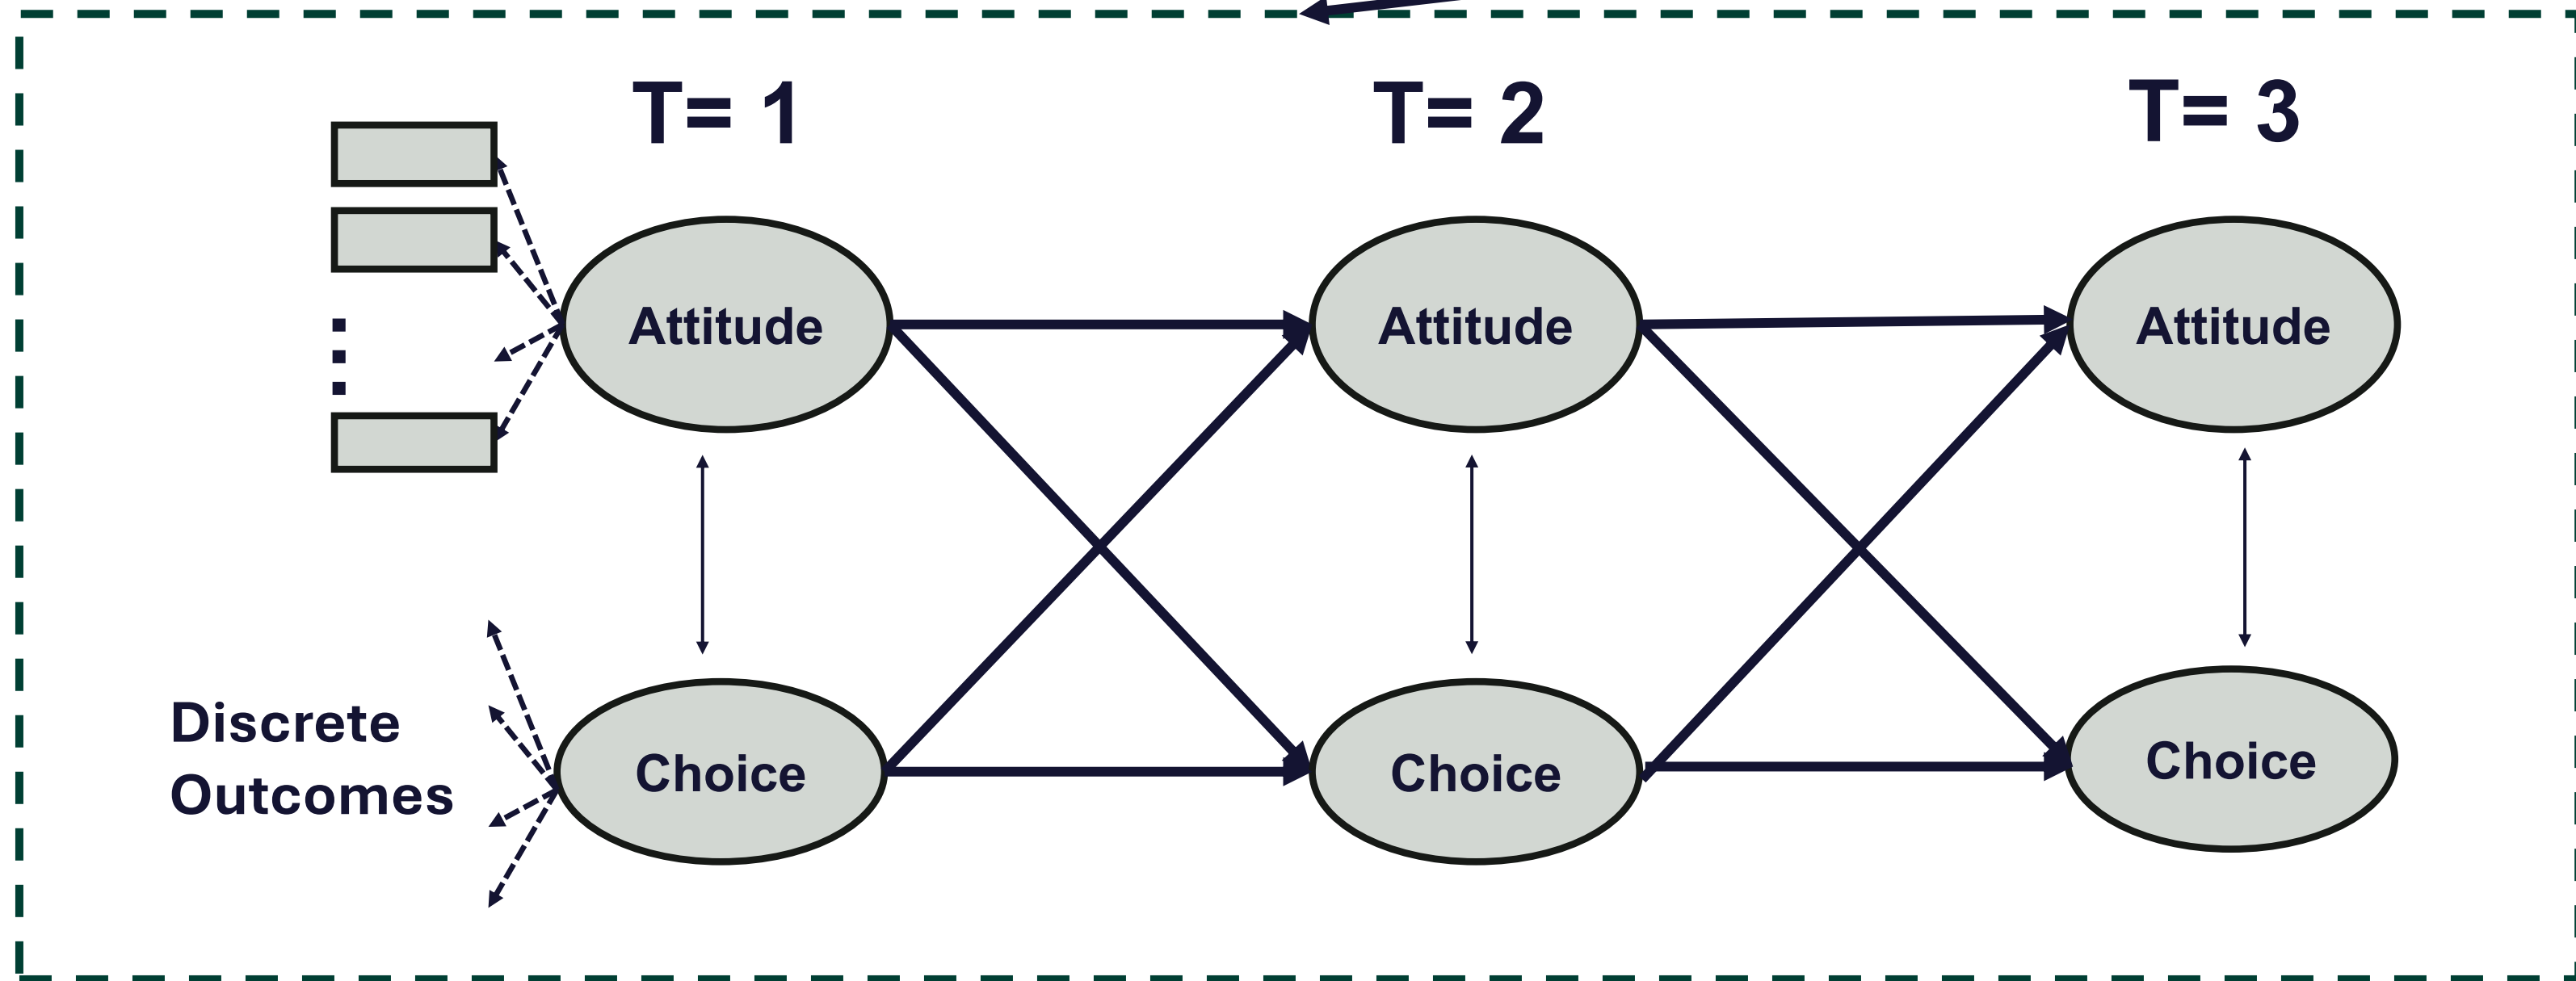 T= 1
T= 2
T= 3
Attitude
Attitude
Attitude
Discrete
Outcomes
Choice
Choice
Choice